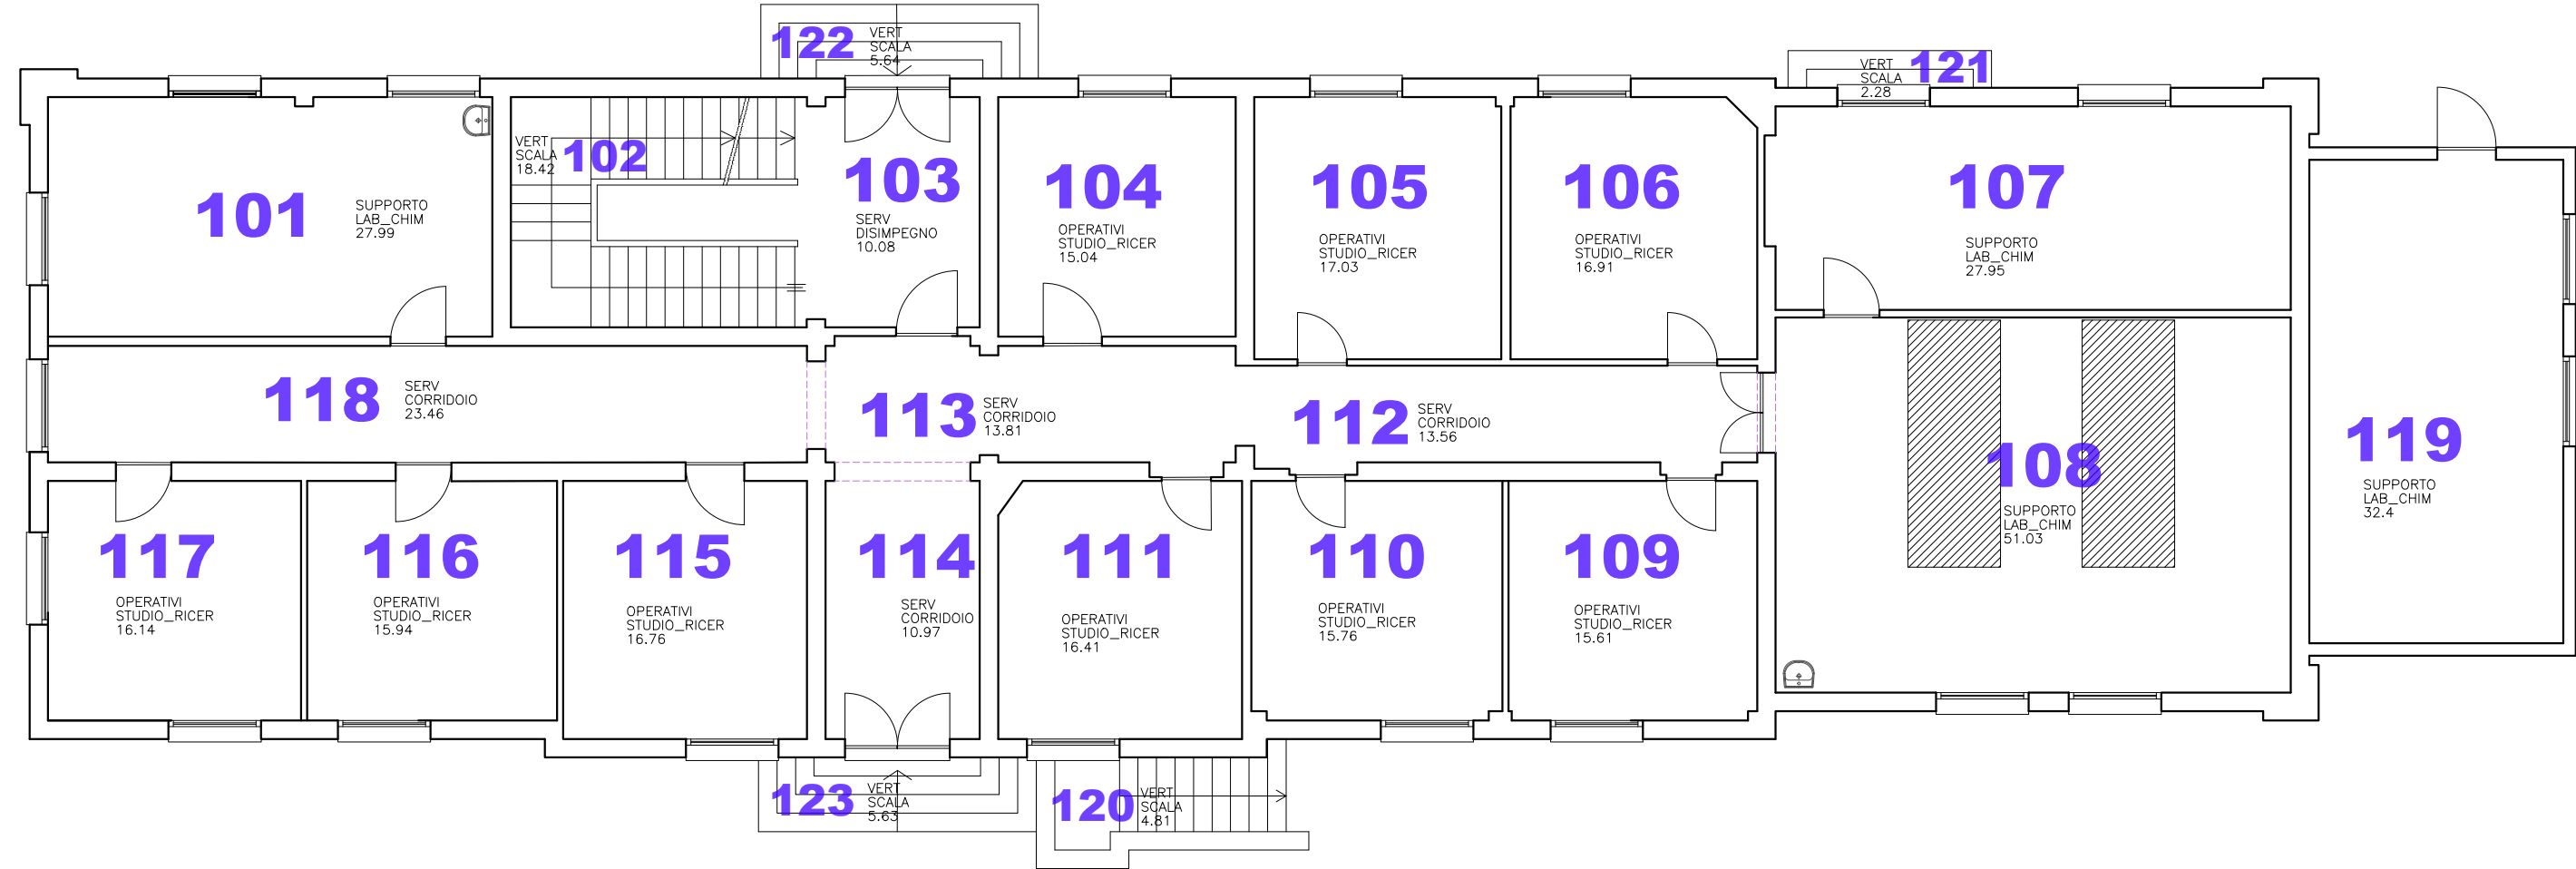 122
VERT
SCALA
5.64
VERT
SCALA
2.28
121
101
SUPPORTO
LAB_CHIM
27.99
VERT
SCALA
18.42
102
103
SERV
DISIMPEGNO
10.08
104
OPERATIVI
STUDIO_RICER
15.04
105
OPERATIVI
STUDIO_RICER
17.03
106
OPERATIVI
STUDIO_RICER
16.91
107
SUPPORTO
LAB_CHIM
27.95
118
SERV
CORRIDOIO
23.46
113
SERV
CORRIDOIO
13.81
112
SERV
CORRIDOIO
13.56
108
SUPPORTO
LAB_CHIM
51.03
119
SUPPORTO
LAB_CHIM
32.4
117
OPERATIVI
STUDIO_RICER
16.14
116
OPERATIVI
STUDIO_RICER
15.94
115
OPERATIVI
STUDIO_RICER
16.76
114
SERV
CORRIDOIO
10.97
111
OPERATIVI
STUDIO_RICER
16.41
110
OPERATIVI
STUDIO_RICER
15.76
109
OPERATIVI
STUDIO_RICER
15.61
123
VERT
SCALA
5.63
120
VERT
SCALA
4.81